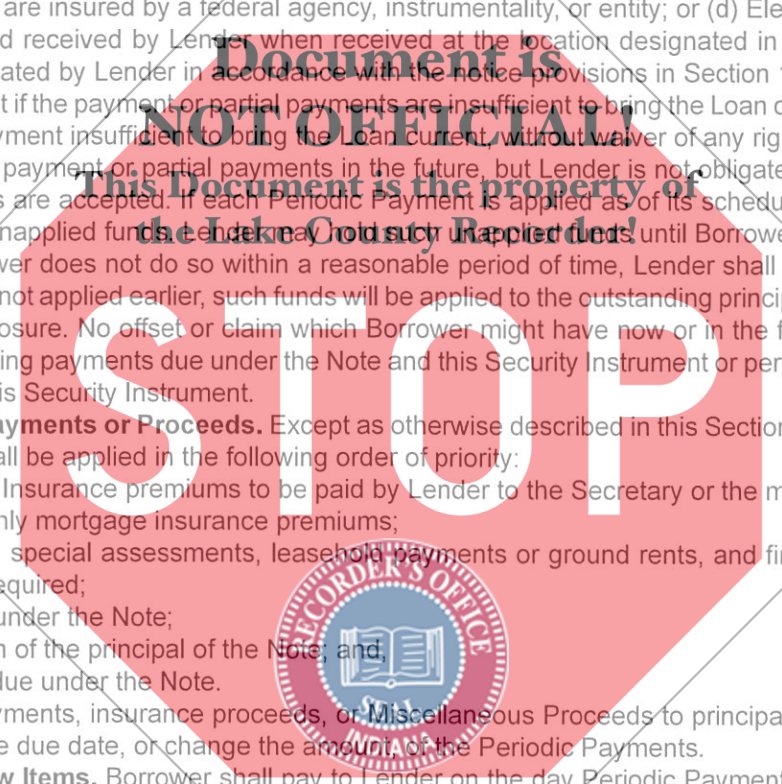 are insured by a federal agency, instrumentality, or entity; or (d) Ele
d received by Lender when received at the location designated in
Document is
ated by Lender in accordance with the notice provisions in Section
t if the payment or partial payments are insufficient to bring the Loan
NOT OFFICIAL!
yment insufficient to bring the Loan current, without waiver of any rig
payment or partial payments in the future, but Lender is not obligate
This Document is the property of
s are accepted. If each Periodic Payment is applied as of its schedu
the Lake County Recorder!
napplied funds. Lender may hold such unapplied funds until Borrowe
wer does not do so within a reasonable period of time, Lender shall
not applied earlier, such funds will be applied to the outstanding princi
osure. No offset or claim which Borrower might have now or in the f
ing payments due under the Note and this Security Instrument or per
is Security Instrument.
STOP
ayments or Proceeds. Except as otherwise described in this Section
all be applied in the following order of priority:
Insurance premiums to be paid by Lender to the Secretary or the m
nly mortgage insurance premiums;
special assessments, leasehold payments or ground rents, and fi
equired;
under the Note;
n of the principal of the Note; and,
due under the Note.
RECORDER'S OFFICE
SEAL
INDIANA
yments, insurance proceeds, or Miscellaneous Proceeds to principa
e due date, or change the amount, of the Periodic Payments.
w Items. Borrower shall pay to Lender on the day Periodic Payment